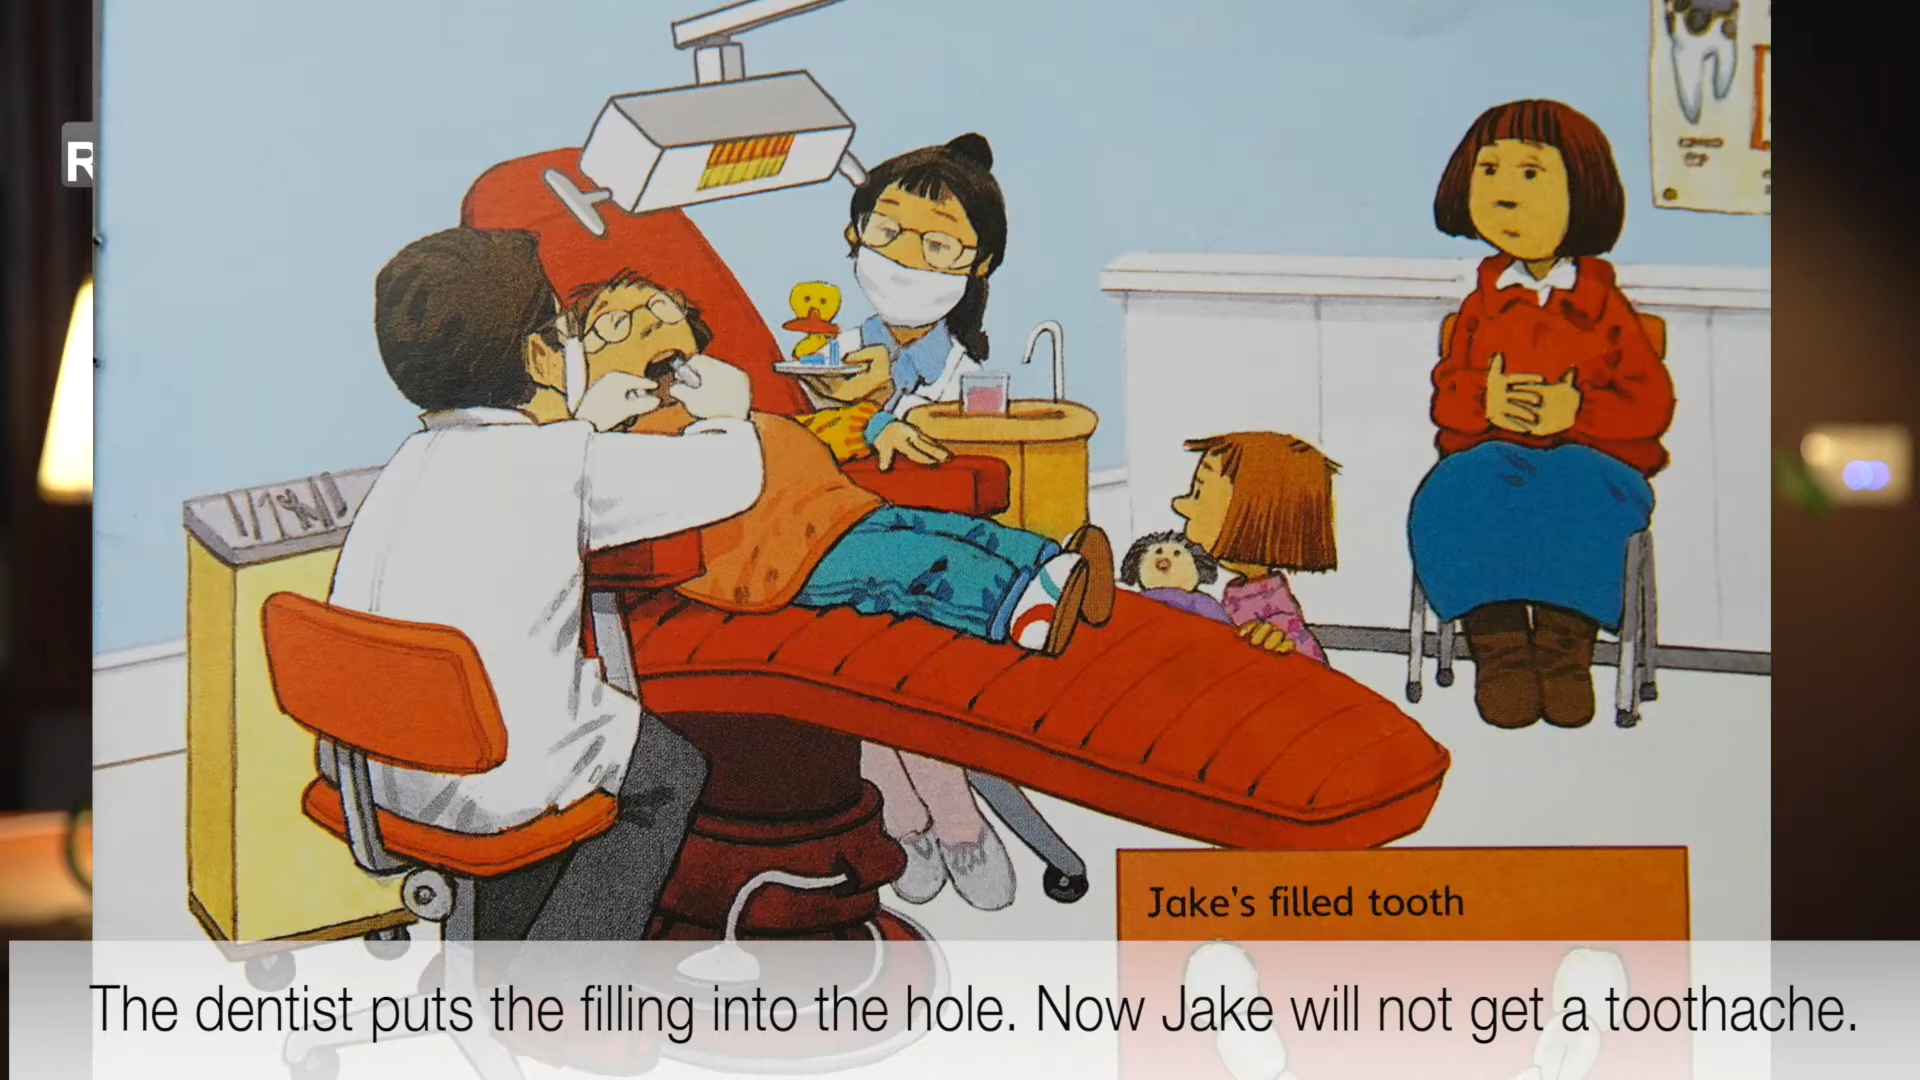 R
Jake's filled tooth
The dentist puts the filling into the hole. Now Jake will not get a toothache.